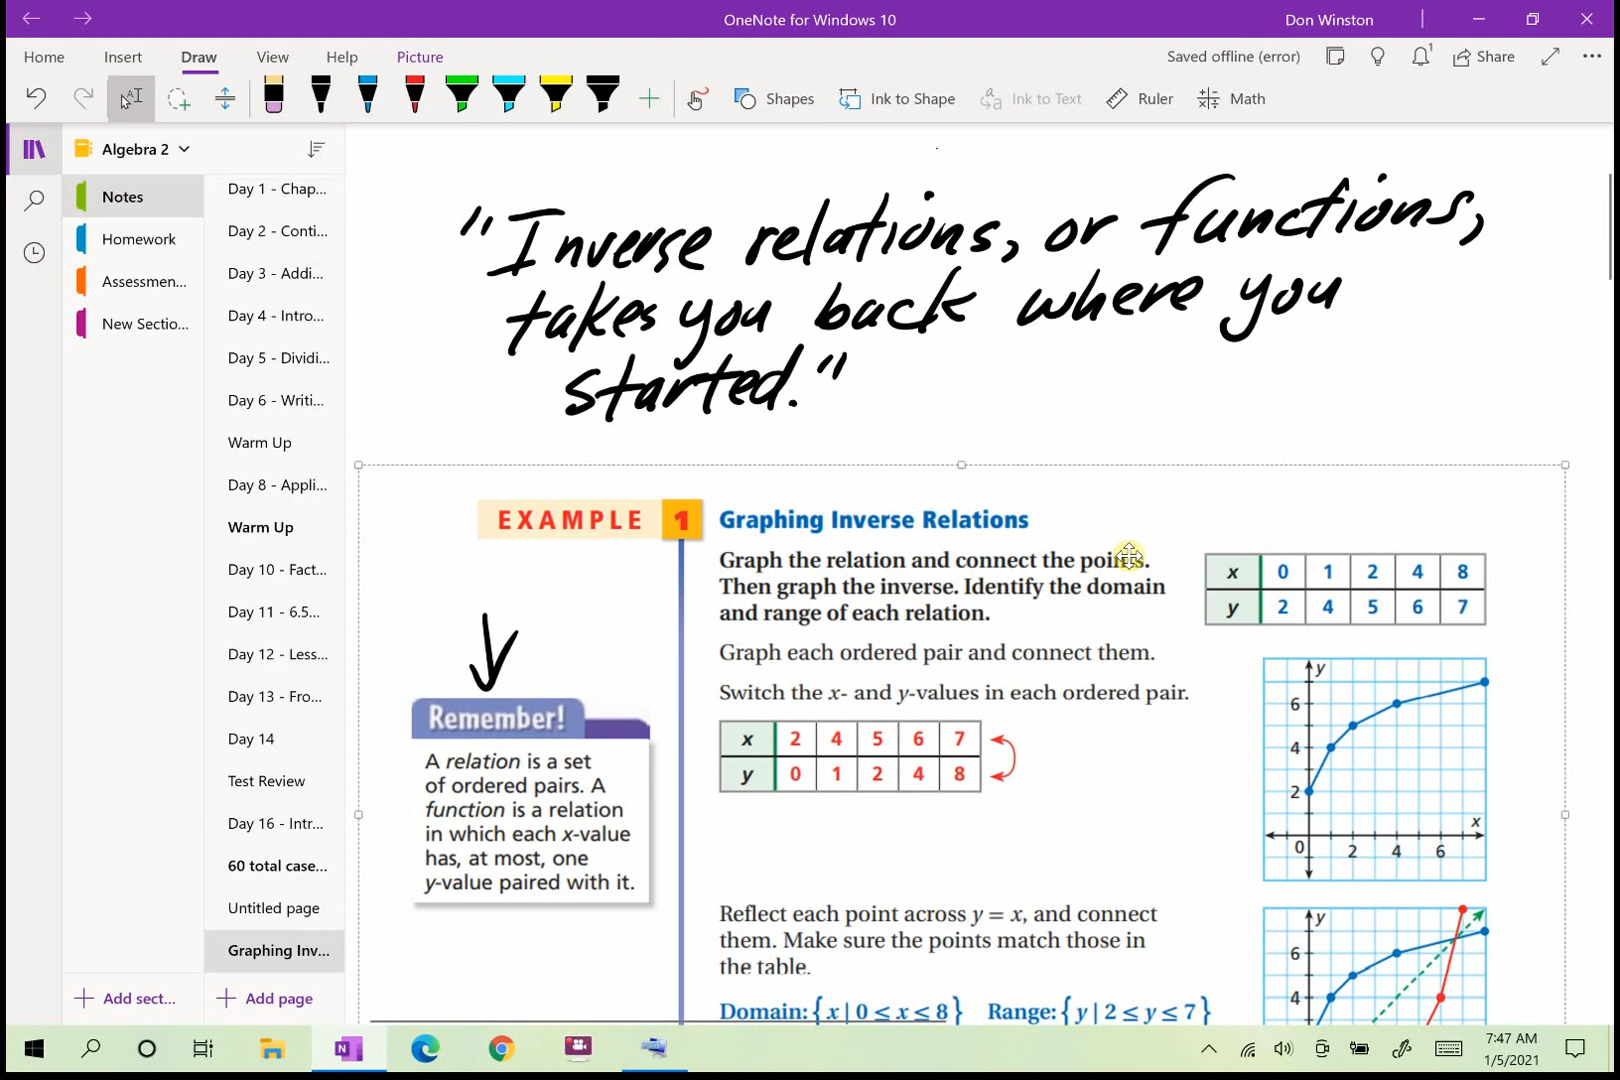 OneNote for Windows 10
Don Winston
Home Insert Draw View Help Picture
Saved offline (error)
1
Share
Shapes
Ink to Shape
Ink to Text
Ruler
Math
Algebra 2
Notes
Homework
Assessmen...
New Sectio...
Add sect...
Day 1 - Chap...
Day 2 - Conti...
Day 3 - Addi...
Day 4 - Intro...
Day 5 - Dividi...
Day 6 - Writi...
Warm Up
Day 8 - Appli...
Warm Up
Day 10 - Fact...
Day 11 - 6.5...
Day 12 - Less...
Day 13 - Fro...
Day 14
Test Review
Day 16 - Intr...
60 total case...
Untitled page
Graphing Inv...
Add page
"Inverse relations, or functions,
takes you back where you
started."
EXAMPLE 1
Graphing Inverse Relations
Graph the relation and connect the points.
Then graph the inverse. Identify the domain
and range of each relation.
x 0 1 2 4 8
y 2 4 5 6 7
Graph each ordered pair and connect them.
Switch the x- and y-values in each ordered pair.
x 2 4 5 6 7
y 0 1 2 4 8
Remember!
A relation is a set
of ordered pairs. A
function is a relation
in which each x-value
has, at most, one
y-value paired with it.
y
6
4
2
x
0 2 4 6
Reflect each point across y = x, and connect
them. Make sure the points match those in
the table.
Domain: {x | 0 ≤ x ≤ 8} Range: {y | 2 ≤ y ≤ 7}
y
6
4
7:47 AM
1/5/2021